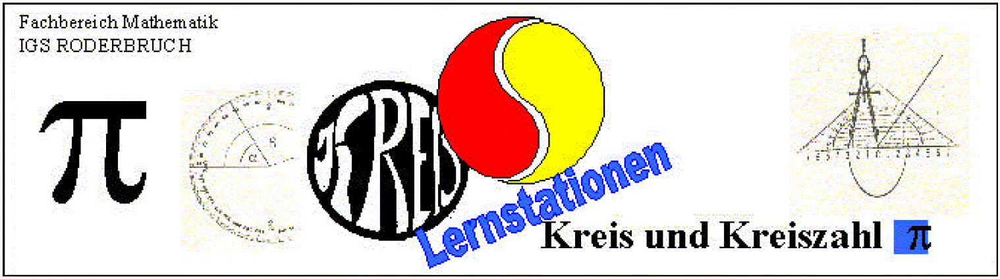 Fachbereich Mathematik
IGS RODERBRUCH
π
α
KREIS
Lernstationen
Kreis und Kreiszahl π